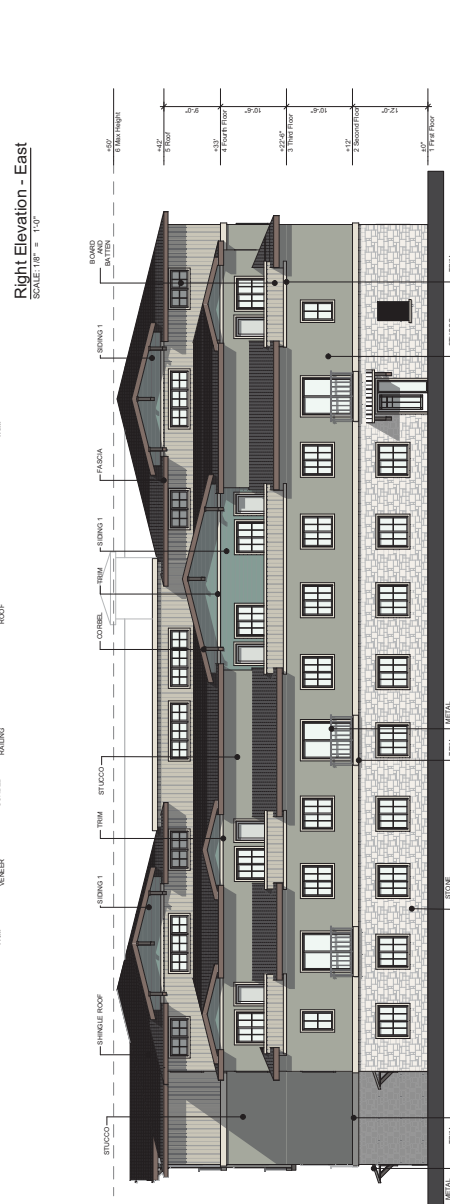 Right Elevation - East
SCALE: 1/8" = 1'-0"
+50'
6 Max Height
+42'
5 Roof
+33'
4 Fourth Floor
+22'-6"
3 Third Floor
+12'
2 Second Floor
±0"
1 First Floor
9'-0"
10'-6"
10'-6"
12'-0"
BOARD
AND
BATTEN
SIDING 1
FASCIA
SIDING 1
TRIM
CORBEL
STUCCO
TRIM
SIDING 1
SHINGLE ROOF
STUCCO
ROOF
RAILING
VENEER
METAL
STONE
METAL